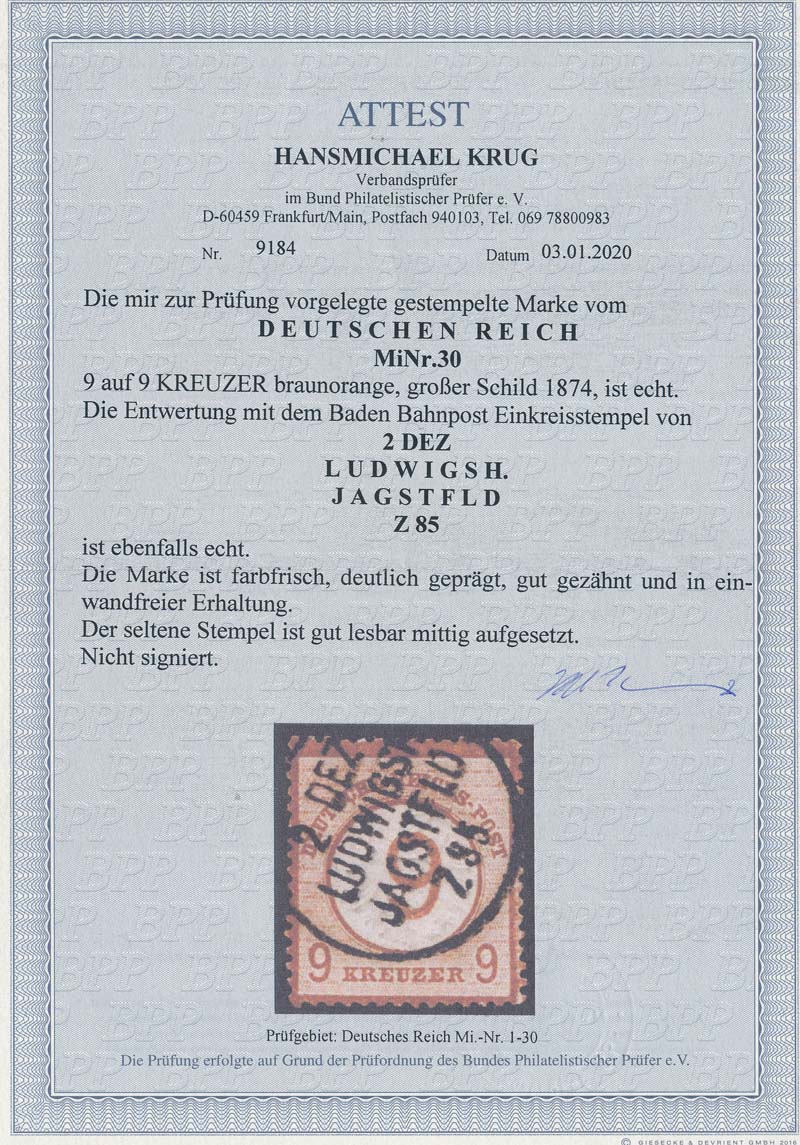 ATTEST
HANSMICHAEL KRUG
Verbandsprüfer
im Bund Philatelistischer Prüfer e. V.
D-60459 Frankfurt/Main, Postfach 940103, Tel. 069 78800983
Nr. 9184 Datum 03.01.2020
Die mir zur Prüfung vorgelegte gestempelte Marke vom
DEUTSCHEN REICH
MiNr.30
9 auf 9 KREUZER braunorange, großer Schild 1874, ist echt.
Die Entwertung mit dem Baden Bahnpost Einkreisstempel von
2 DEZ
LUDWIGSH.
JAGSTFLD
Z 85
ist ebenfalls echt.
Die Marke ist farbfrisch, deutlich geprägt, gut gezähnt und in ein-
wandfreier Erhaltung.
Der seltene Stempel ist gut lesbar mittig aufgesetzt.
Nicht signiert.
2 DEZ
LUDWIGSH
JAGSTFLD
Z 85
9
9 KREUZER 9
Prüfgebiet: Deutsches Reich Mi.-Nr. 1-30
Die Prüfung erfolgte auf Grund der Prüfordnung des Bundes Philatelistischer Prüfer e.V.
© GIESECKE & DEVRIENT GMBH 2016